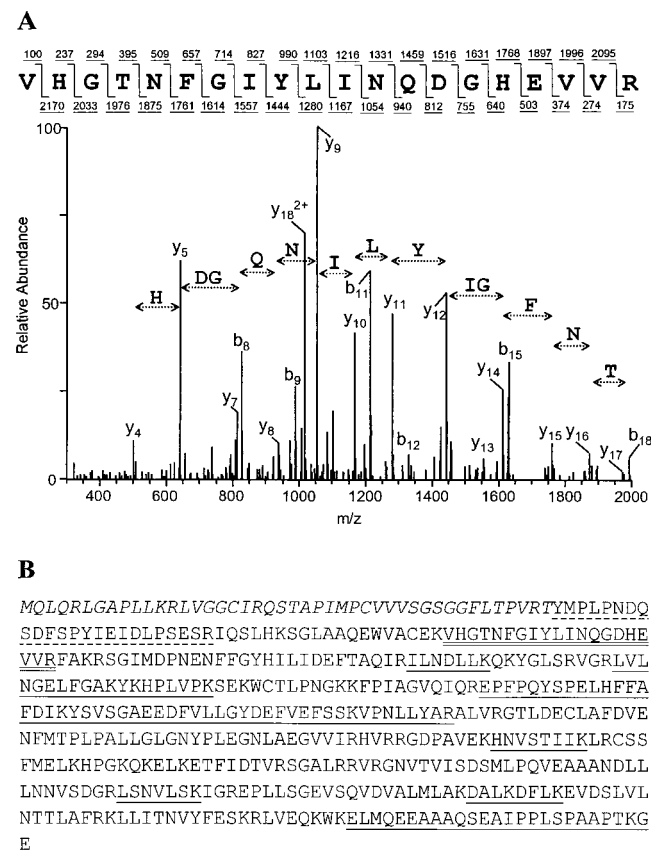 A
100 237 294 395 509 657 714 827 990 1103 1216 1331 1459 1516 1631 1768 1897 1996 2095
V H G T N F G I Y L I N Q D G H E V V R
2170 2033 1976 1875 1761 1614 1557 1444 1280 1167 1054 940 812 755 640 503 374 274 175
100
y9
y18 2+
y5
N
L
Y
Q
I
DG
IG
H
b11
F
50
y12
y11
y10
b8
b15
N
b9
y14
T
y7
y4
y8
b12
y13
y15
y16
y17
b18
0
400 600 800 1000 1200 1400 1600 1800 2000
m/z
Relative Abundance
B
MQLQRLGAPLLKRLVGGCIRQSTAPIMPCVVVSGSGGFLTPVRTYMPLPNDQ
SDFSPYIEIDLPSESRIQSLHKSGLAAQEWVACEKVHGTNFGIYLINQGDHE
VVRFAKRSGIMDPNENFFGYHILIDEFTAQIRILNDLLKQKYGLSRVGRLVL
NGELFGAKYKHPLVPKSEKWCTLPNGKKFPIAGVQIQREPFPQYSPELHFFA
FDIKYSVSGAEEDFVLLGYDEFVEFSSKVPNLLYARALVRGTLDECLAFDVE
NFMTPLPALLGLGNYPLEGNLAEGVVIRHVRRGDPAVEKHNVSTIIKLRCSS
FMELKHPGKQKELKETFIDTVRSGALRRVRGNVTVISDSMLPQVEAAANDLL
LNNVSDGRLSNVLSKIGREPLLSGEVSQVDVALMLAKDALKDFLKEVDSLVL
NTTLAFRKLLITNVYFESKRLVEQKWKELMQEEAAAQSEAIPPLSPAAPTKG
E